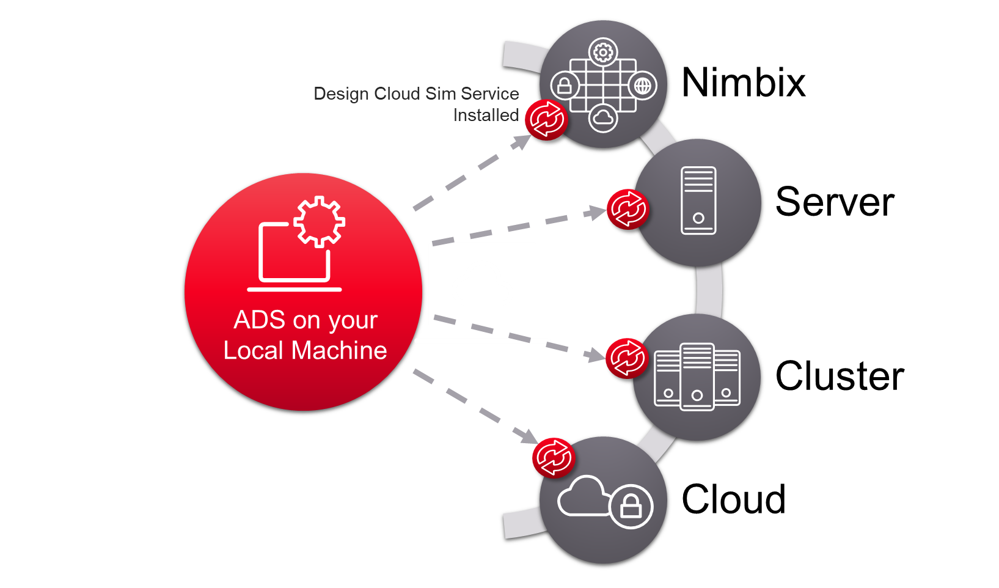 Nimbix
Design Cloud Sim Service
Installed
Server
ADS on your
Local Machine
Cluster
Cloud